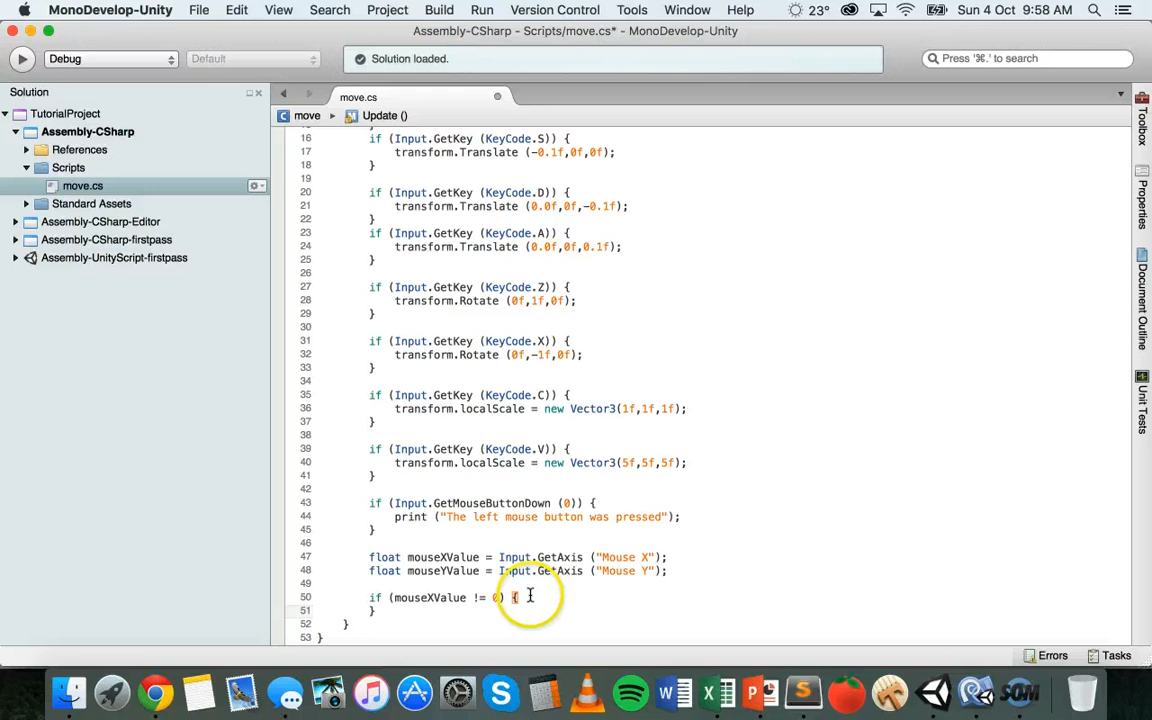 MonoDevelop-Unity File Edit View Search Project Build Run Version Control Tools Window Help 23° Sun 4 Oct 9:58 AM
Assembly-CSharp - Scripts/move.cs* - MonoDevelop-Unity
Debug Default Solution loaded. Press '⌘.' to search
Solution
move.cs
move Update ()
TutorialProject
Assembly-CSharp
References
Scripts
move.cs
Standard Assets
Assembly-CSharp-Editor
Assembly-CSharp-firstpass
Assembly-UnityScript-firstpass
16 if (Input.GetKey (KeyCode.S)) {
17 transform.Translate (-0.1f,0f,0f);
18 }
19
20 if (Input.GetKey (KeyCode.D)) {
21 transform.Translate (0.0f,0f,-0.1f);
22 }
23 if (Input.GetKey (KeyCode.A)) {
24 transform.Translate (0.0f,0f,0.1f);
25 }
26
27 if (Input.GetKey (KeyCode.Z)) {
28 transform.Rotate (0f,1f,0f);
29 }
30
31 if (Input.GetKey (KeyCode.X)) {
32 transform.Rotate (0f,-1f,0f);
33 }
34
35 if (Input.GetKey (KeyCode.C)) {
36 transform.localScale = new Vector3(1f,1f,1f);
37 }
38
39 if (Input.GetKey (KeyCode.V)) {
40 transform.localScale = new Vector3(5f,5f,5f);
41 }
42
43 if (Input.GetMouseButtonDown (0)) {
44 print ("The left mouse button was pressed");
45 }
46
47 float mouseXValue = Input.GetAxis ("Mouse X");
48 float mouseYValue = Input.GetAxis ("Mouse Y");
49
50 if (mouseXValue != 0) {
51 }
52 }
53 }
Toolbox
Properties
Document Outline
Unit Tests
Errors Tasks
SOM